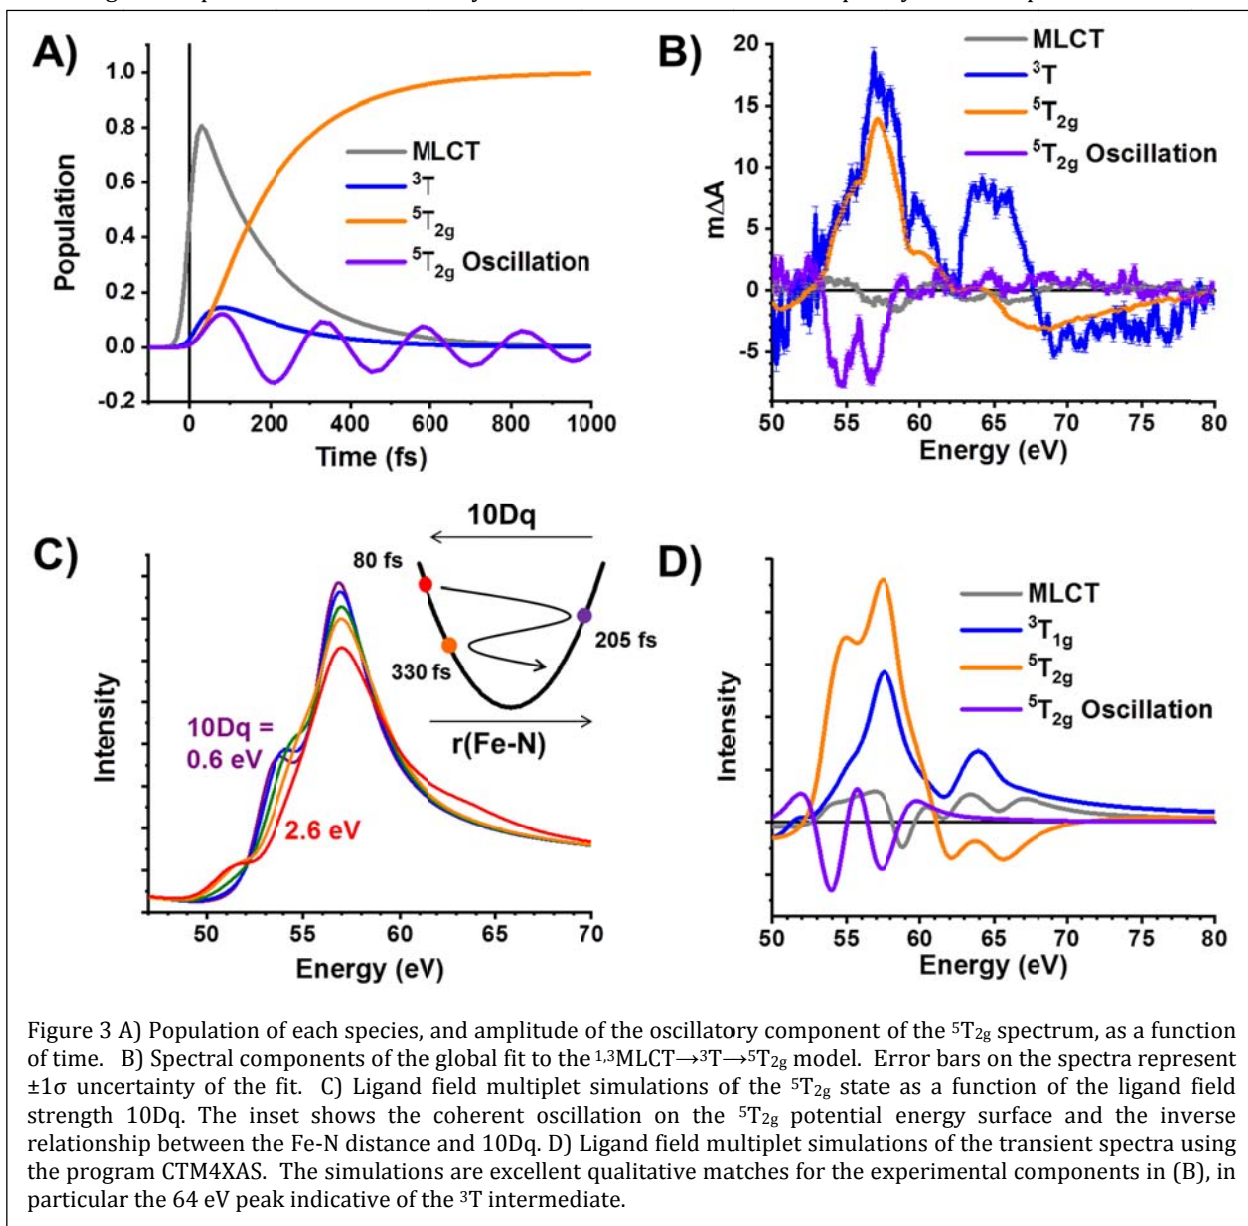 A)
1.0
0.8
0.6
0.4
0.2
0.0
-0.2
Population
MLCT
³T
⁵T₂g
⁵T₂g Oscillation
0 200 400 600 800 1000
Time (fs)
B)
20
15
10
5
0
-5
mΔA
MLCT
³T
⁵T₂g
⁵T₂g Oscillation
50 55 60 65 70 75 80
Energy (eV)
C)
10Dq
80 fs
205 fs
330 fs
r(Fe-N)
10Dq =
0.6 eV
2.6 eV
Intensity
50 55 60 65 70
Energy (eV)
D)
MLCT
³T₁g
⁵T₂g
⁵T₂g Oscillation
Intensity
50 55 60 65 70 75 80
Energy (eV)
Figure 3 A) Population of each species, and amplitude of the oscillatory component of the ⁵T₂g spectrum, as a function
of time. B) Spectral components of the global fit to the ¹,³MLCT→³T→⁵T₂g model. Error bars on the spectra represent
±1σ uncertainty of the fit. C) Ligand field multiplet simulations of the ⁵T₂g state as a function of the ligand field
strength 10Dq. The inset shows the coherent oscillation on the ⁵T₂g potential energy surface and the inverse
relationship between the Fe-N distance and 10Dq. D) Ligand field multiplet simulations of the transient spectra using
the program CTM4XAS. The simulations are excellent qualitative matches for the experimental components in (B), in
particular the 64 eV peak indicative of the ³T intermediate.